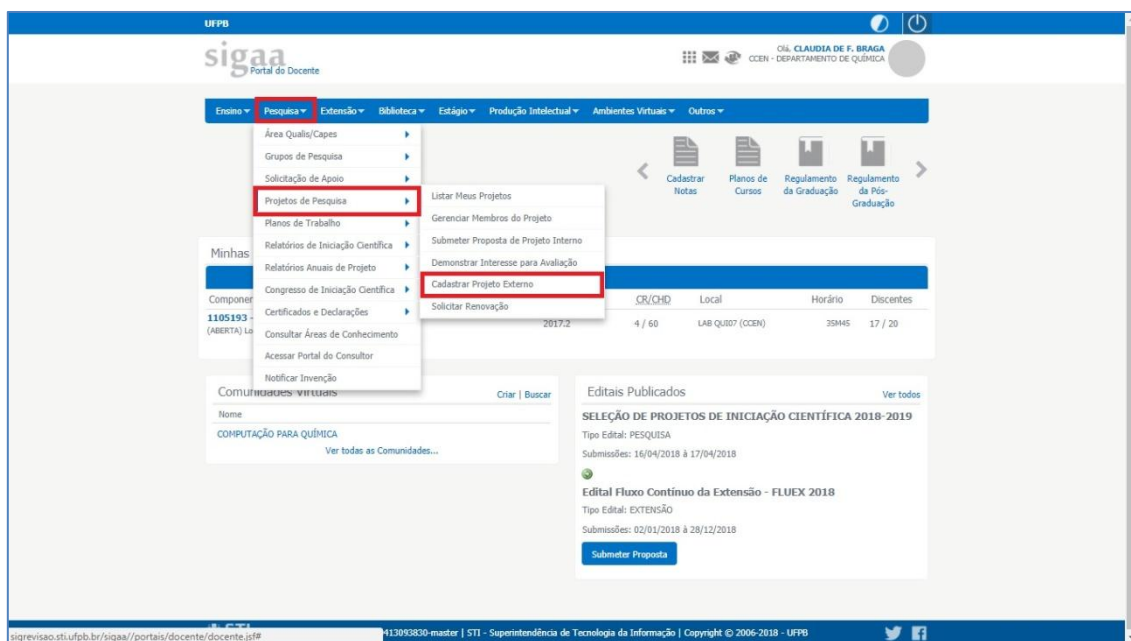 UFPB
sigaa
Portal do Docente
Olá, CLAUDIA DE F. BRAGA
CCEN - DEPARTAMENTO DE QUÍMICA
Ensino Pesquisa Extensão Biblioteca Estágio Produção Intelectual Ambientes Virtuais Outros
Área Qualis/Capes
Grupos de Pesquisa
Solicitação de Apoio
Projetos de Pesquisa
Planos de Trabalho
Relatórios de Iniciação Científica
Relatórios Anuais de Projeto
Congresso de Iniciação Científica
Certificados e Declarações
Consultar Áreas de Conhecimento
Acessar Portal do Consultor
Notificar Invenção
Listar Meus Projetos
Gerenciar Membros do Projeto
Submeter Proposta de Projeto Interno
Demonstrar Interesse para Avaliação
Cadastrar Projeto Externo
Solicitar Renovação
Cadastrar Notas
Planos de Cursos
Regulamento da Graduação
Regulamento da Pós-Graduação
Minhas
CR/CHD Local Horário Discentes
1105193 -
2017.2 4 / 60 LAB QUI07 (CCEN) 35M45 17 / 20
(ABERTA)
Comunidades Virtuais
Criar | Buscar
Nome
COMPUTAÇÃO PARA QUÍMICA
Ver todas as Comunidades...
Editais Publicados
Ver todos
SELEÇÃO DE PROJETOS DE INICIAÇÃO CIENTÍFICA 2018-2019
Tipo Edital: PESQUISA
Submissões: 16/04/2018 à 17/04/2018
Edital Fluxo Contínuo da Extensão - FLUEX 2018
Tipo Edital: EXTENSÃO
Submissões: 02/01/2018 à 28/12/2018
Submeter Proposta
sigrevisao.sti.ufpb.br/sigaa//portais/docente/docente.jsf#
413093830-master | STI - Superintendência de Tecnologia da Informação | Copyright © 2006-2018 - UFPB